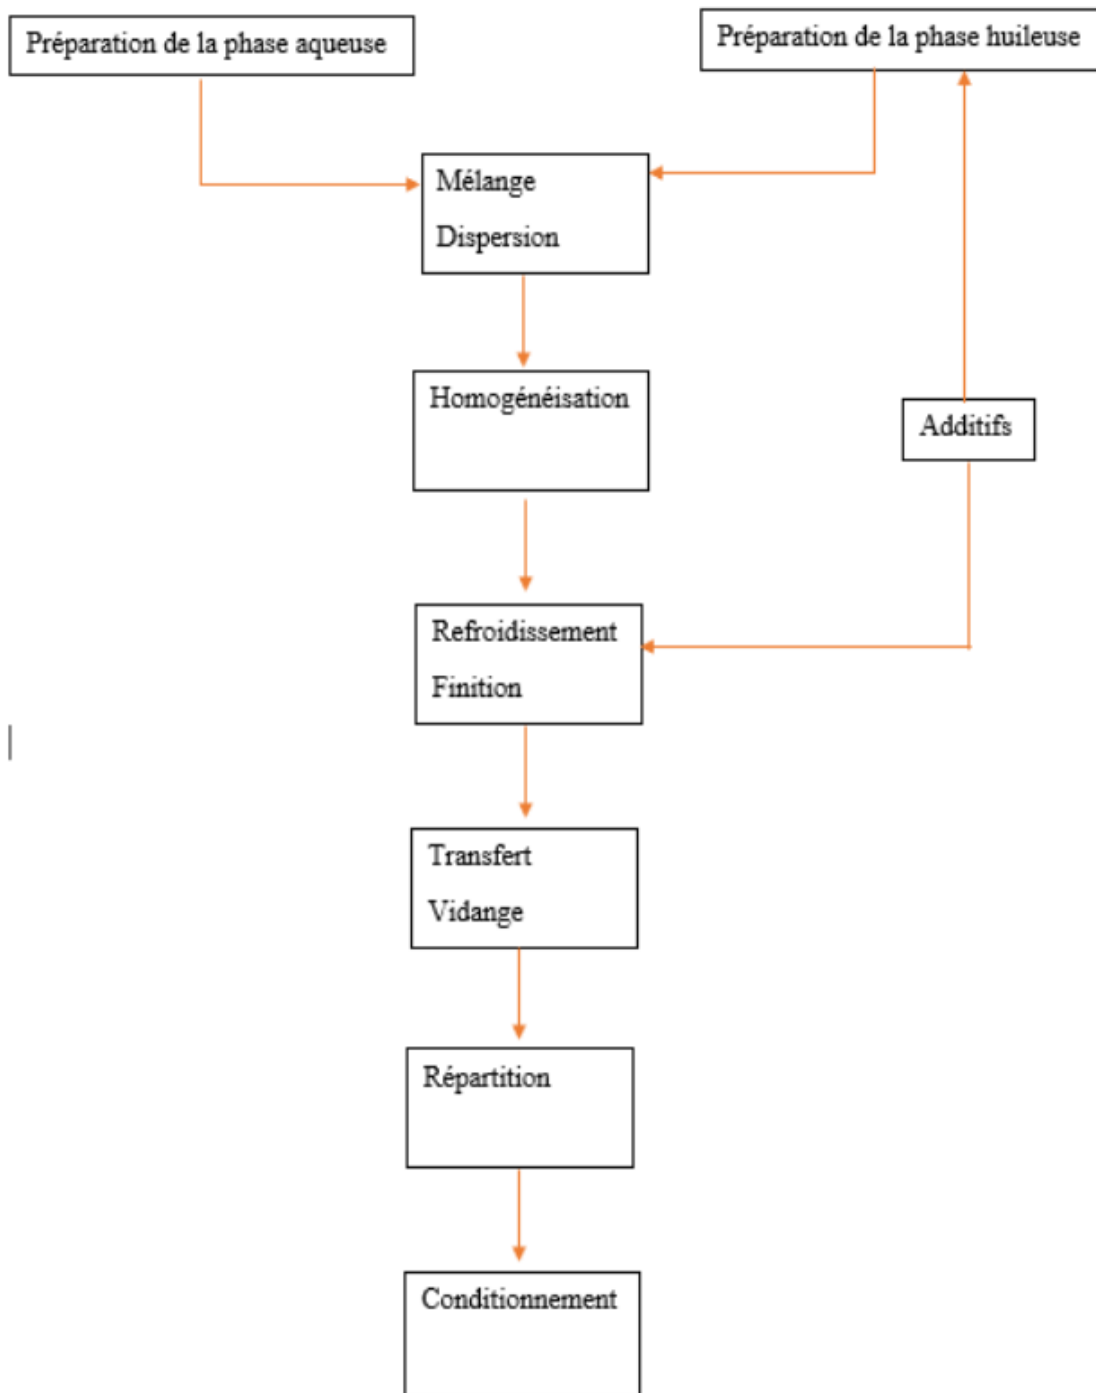 Préparation de la phase aqueuse
Préparation de la phase huileuse
Mélange
Dispersion
Homogénéisation
Additifs
Refroidissement
Finition
Transfert
Vidange
Répartition
Conditionnement